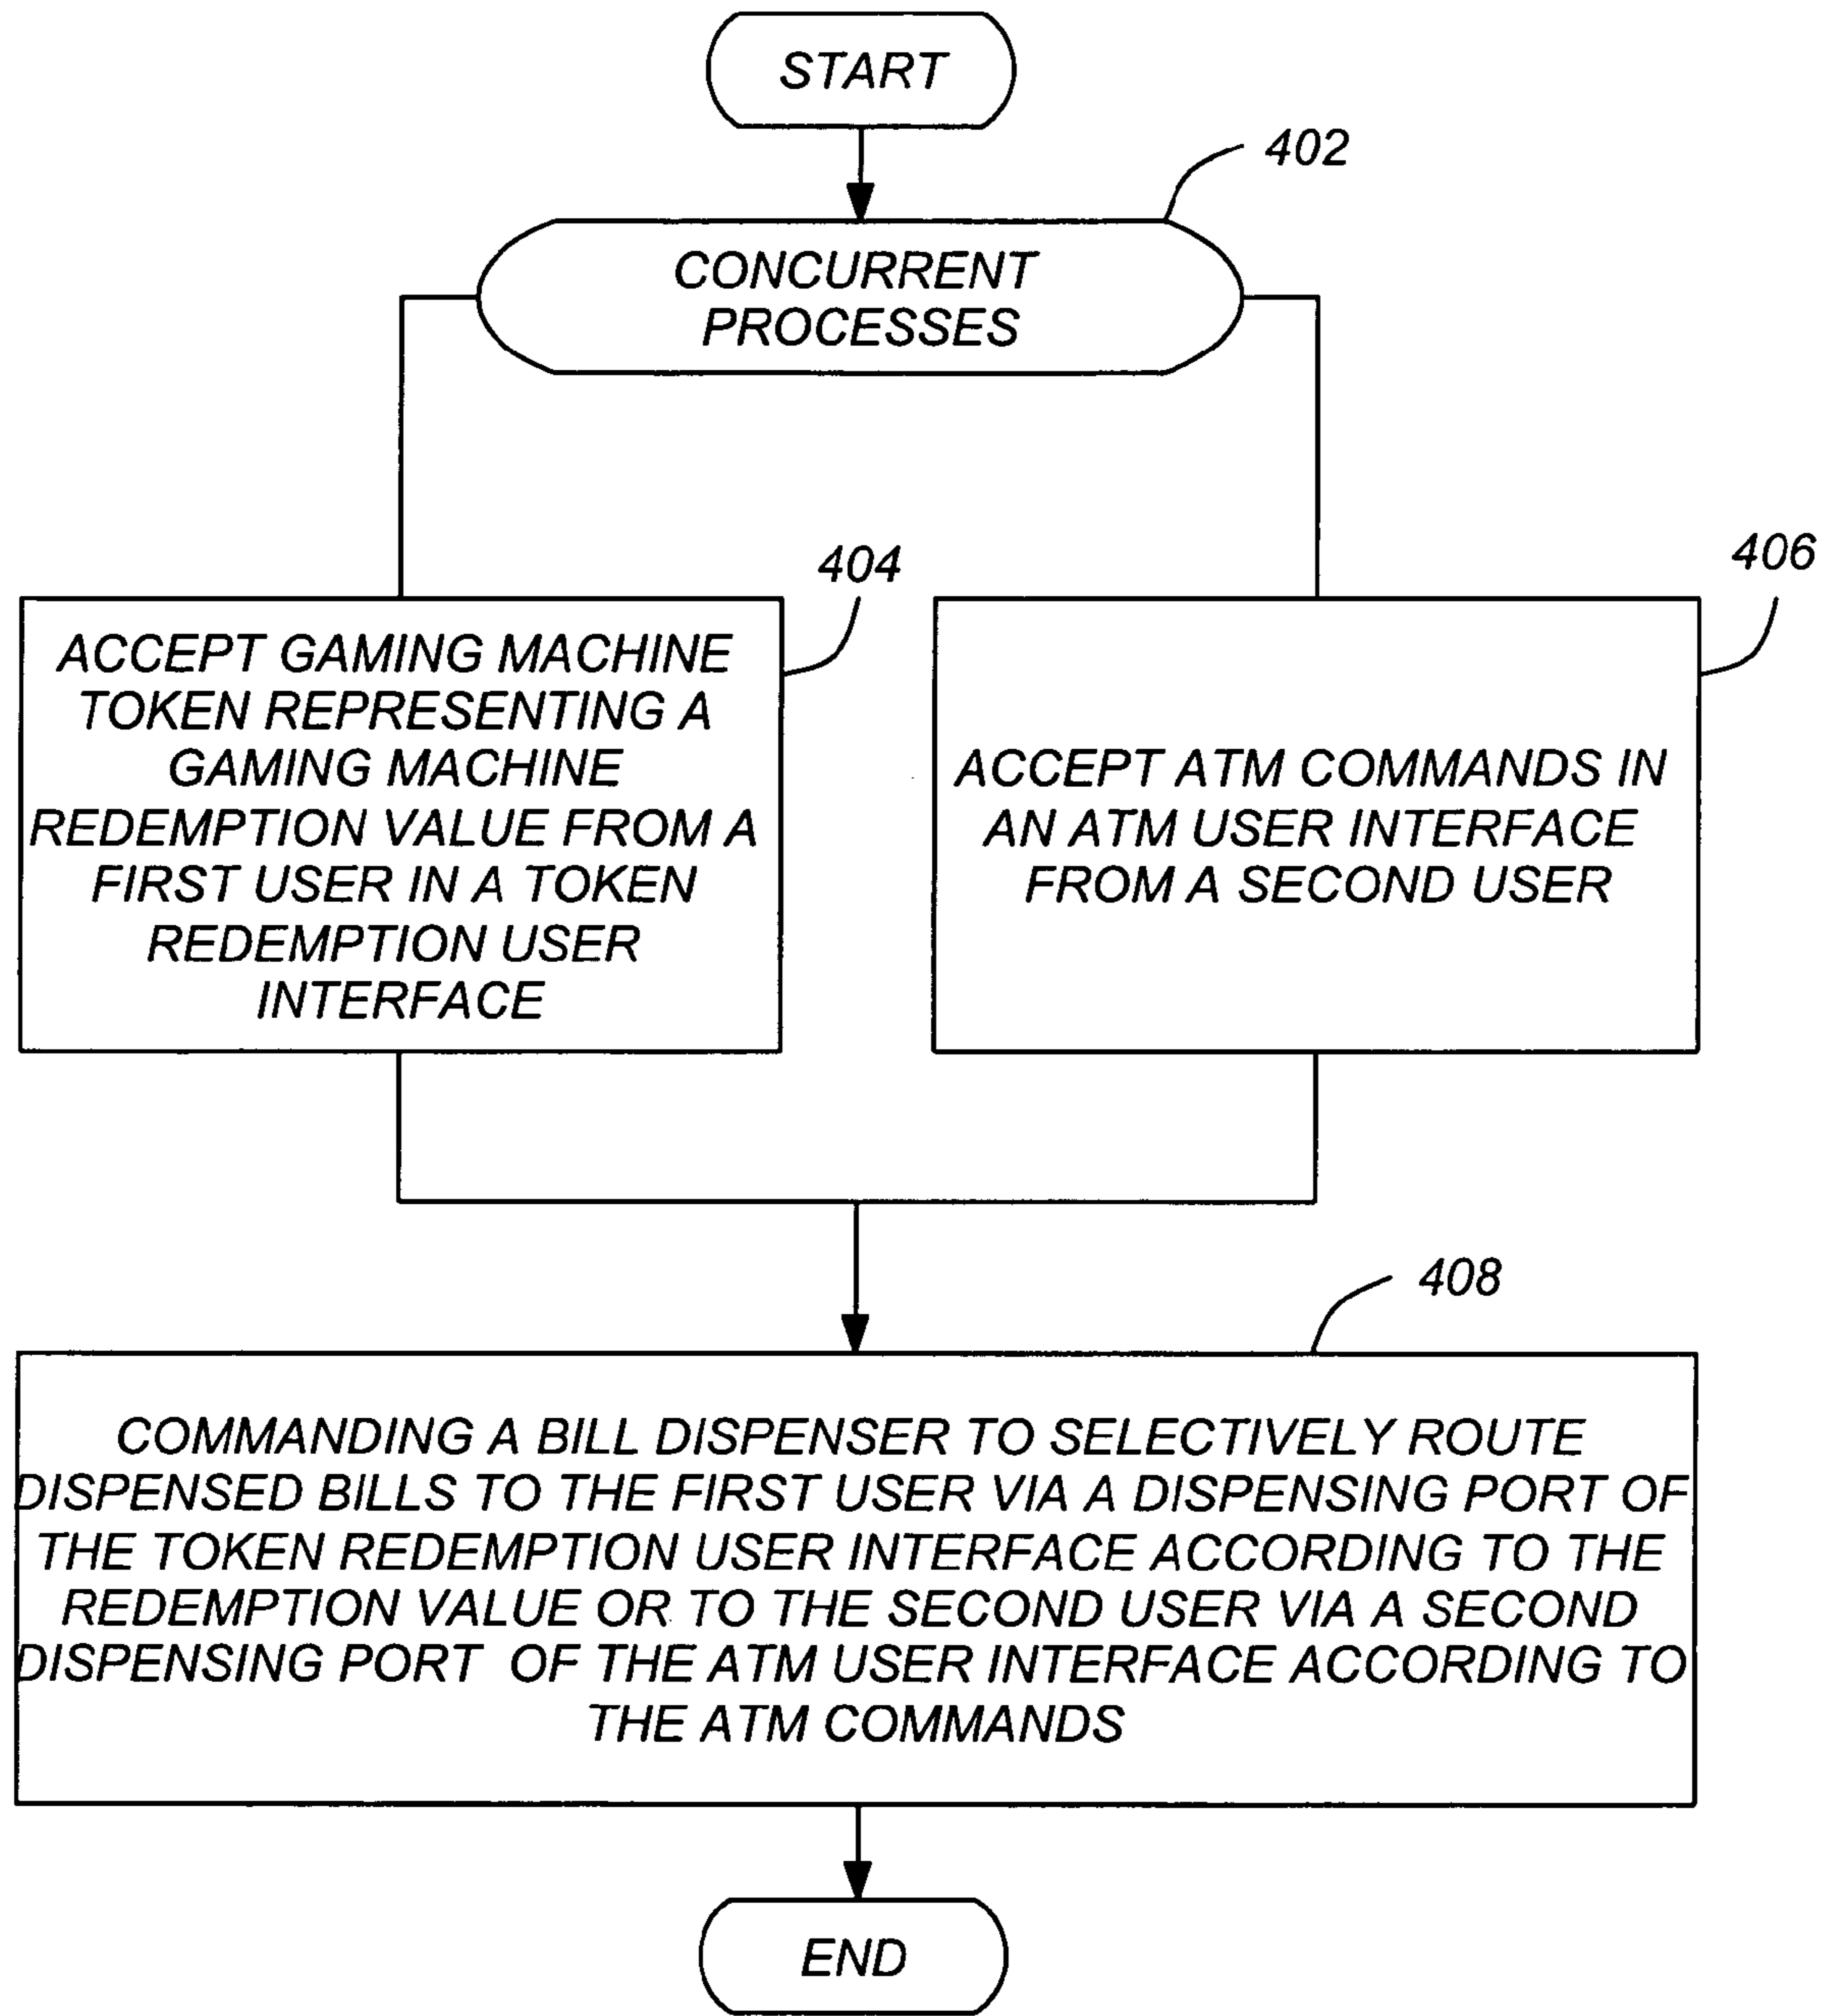 START
402
CONCURRENT
PROCESSES
404
ACCEPT GAMING MACHINE
TOKEN REPRESENTING A
GAMING MACHINE
REDEMPTION VALUE FROM A
FIRST USER IN A TOKEN
REDEMPTION USER
INTERFACE
406
ACCEPT ATM COMMANDS IN
AN ATM USER INTERFACE
FROM A SECOND USER
408
COMMANDING A BILL DISPENSER TO SELECTIVELY ROUTE
DISPENSED BILLS TO THE FIRST USER VIA A DISPENSING PORT OF
THE TOKEN REDEMPTION USER INTERFACE ACCORDING TO THE
REDEMPTION VALUE OR TO THE SECOND USER VIA A SECOND
DISPENSING PORT OF THE ATM USER INTERFACE ACCORDING TO
THE ATM COMMANDS
END